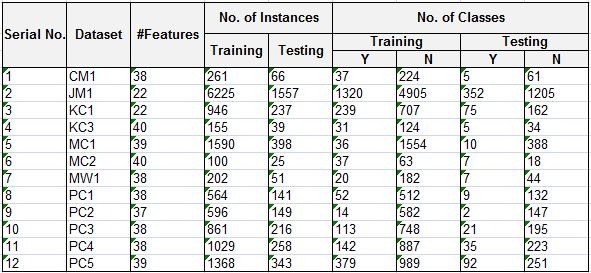 Serial No. Dataset #Features No. of Instances No. of Classes
Training Testing Training Testing
Y N Y N
1 CM1 38 261 66 37 224 5 61
2 JM1 22 6225 1557 1320 4905 352 1205
3 KC1 22 946 237 239 707 75 162
4 KC3 40 155 39 31 124 5 34
5 MC1 39 1590 398 36 1554 10 388
6 MC2 40 100 25 37 63 7 18
7 MW1 38 202 51 20 182 7 44
8 PC1 38 564 141 52 512 9 132
9 PC2 37 596 149 14 582 2 147
10 PC3 38 861 216 113 748 21 195
11 PC4 38 1029 258 142 887 35 223
12 PC5 39 1368 343 379 989 92 251